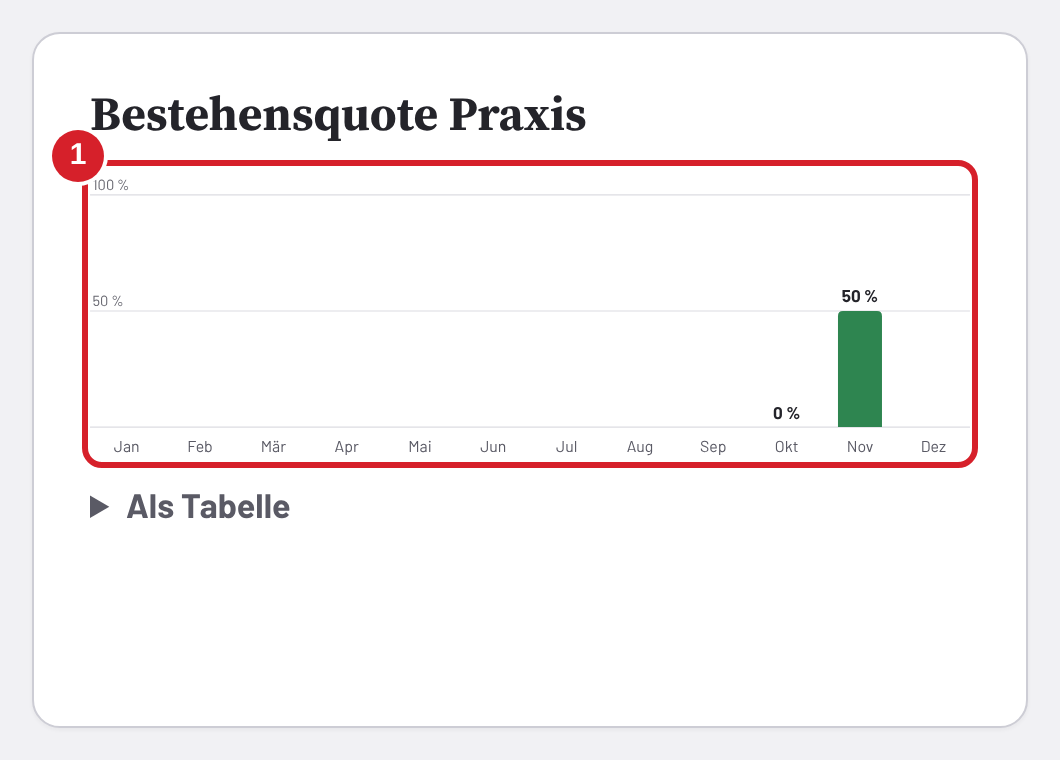 Bestehensquote Praxis
1
100 %
50 %
50 %
0 %
Jan Feb Mär Apr Mai Jun Jul Aug Sep Okt Nov Dez
Als Tabelle